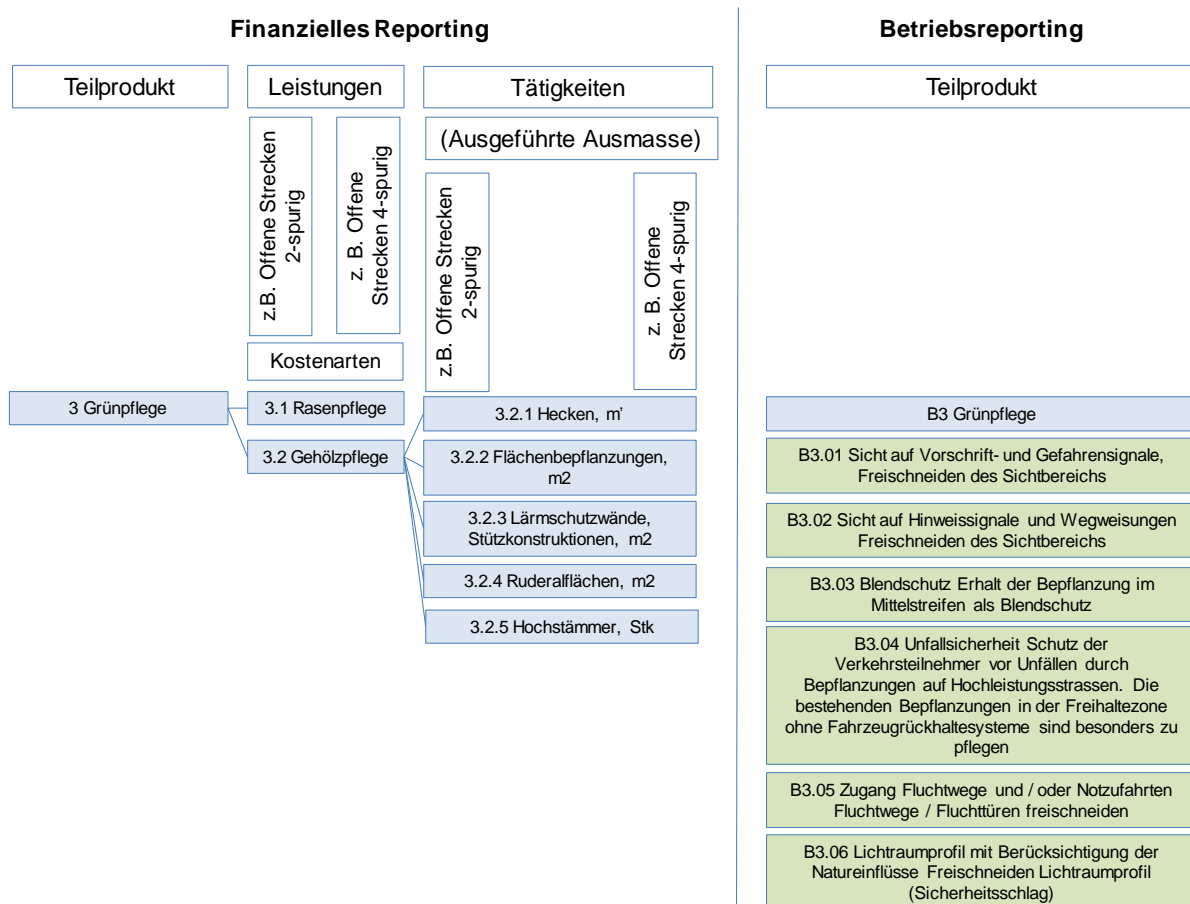 Finanzielles Reporting
Teilprodukt
Leistungen
Tätigkeiten
z.B. Offene Strecken
2-spurig
z. B. Offene
Strecken 4-spurig
(Ausgeführte Ausmasse)
z.B. Offene Strecken
2-spurig
z. B. Offene
Strecken 4-spurig
Kostenarten
3 Grünpflege
3.1 Rasenpflege
3.2 Gehölzpflege
3.2.1 Hecken, m'
3.2.2 Flächenbepflanzungen,
m2
3.2.3 Lärmschutzwände,
Stützkonstruktionen, m2
3.2.4 Ruderalflächen, m2
3.2.5 Hochstämmer, Stk
Betriebsreporting
Teilprodukt
B3 Grünpflege
B3.01 Sicht auf Vorschrift- und Gefahrensignale,
Freischneiden des Sichtbereichs
B3.02 Sicht auf Hinweissignale und Wegweisungen
Freischneiden des Sichtbereichs
B3.03 Blendschutz Erhalt der Bepflanzung im
Mittelstreifen als Blendschutz
B3.04 Unfallsicherheit Schutz der
Verkehrsteilnehmer vor Unfällen durch
Bepflanzungen auf Hochleistungsstrassen. Die
bestehenden Bepflanzungen in der Freihaltezone
ohne Fahrzeugrückhaltesysteme sind besonders zu
pflegen
B3.05 Zugang Fluchtwege und / oder Notzufahrten
Fluchtwege / Fluchttüren freischneiden
B3.06 Lichtraumprofil mit Berücksichtigung der
Natureinflüsse Freischneiden Lichtraumprofil
(Sicherheitsschlag)